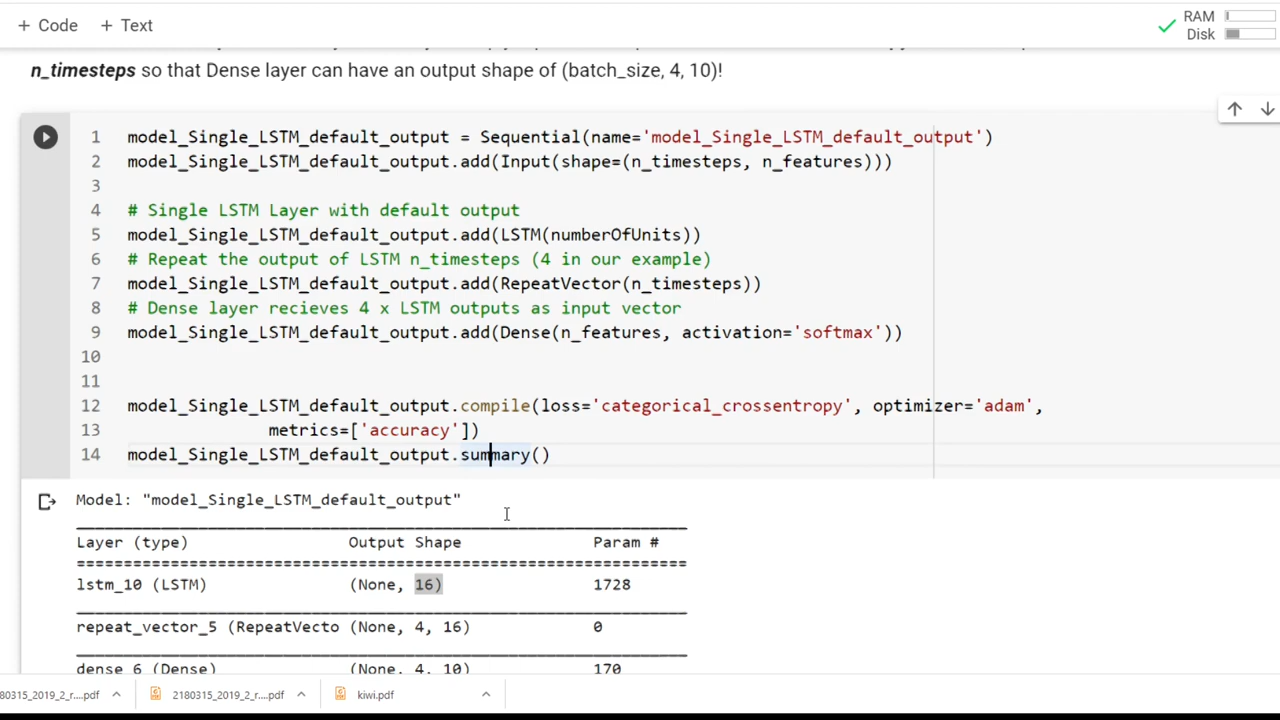 + Code + Text
RAM
Disk
n_timesteps so that Dense layer can have an output shape of (batch_size, 4, 10)!
1 model_Single_LSTM_default_output = Sequential(name='model_Single_LSTM_default_output')
2 model_Single_LSTM_default_output.add(Input(shape=(n_timesteps, n_features)))
3
4 # Single LSTM Layer with default output
5 model_Single_LSTM_default_output.add(LSTM(numberOfUnits))
6 # Repeat the output of LSTM n_timesteps (4 in our example)
7 model_Single_LSTM_default_output.add(RepeatVector(n_timesteps))
8 # Dense layer recieves 4 x LSTM outputs as input vector
9 model_Single_LSTM_default_output.add(Dense(n_features, activation='softmax'))
10
11
12 model_Single_LSTM_default_output.compile(loss='categorical_crossentropy', optimizer='adam',
13 metrics=['accuracy'])
14 model_Single_LSTM_default_output.summary()
Model: "model_Single_LSTM_default_output"
Layer (type) Output Shape Param #
lstm_10 (LSTM) (None, 16) 1728
repeat_vector_5 (RepeatVecto (None, 4, 16) 0
dense_6 (Dense) (None, 4, 10) 170
80315_2019_2_r....pdf 2180315_2019_2_r....pdf kiwi.pdf